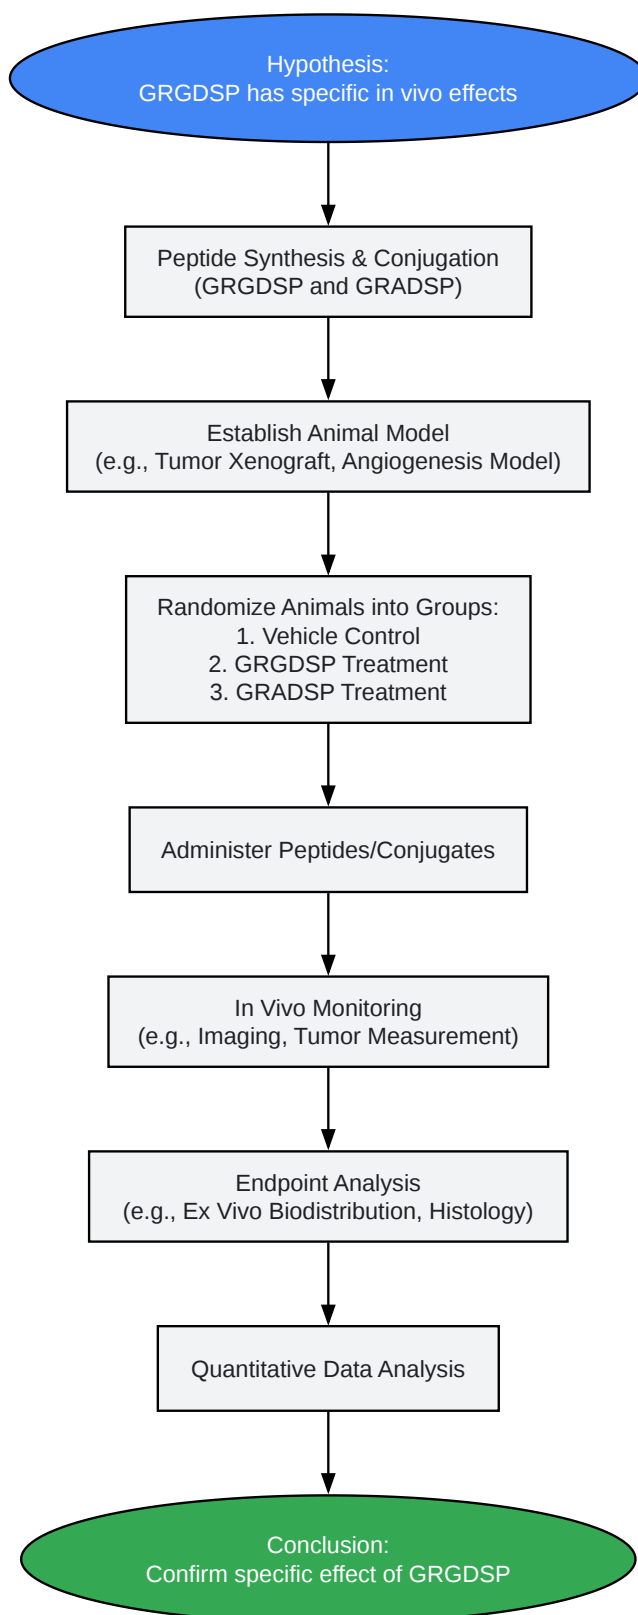 Hypothesis:
GRGDSP has specific in vivo effects
Peptide Synthesis & Conjugation
(GRGDSP and GRADSP)
Establish Animal Model
(e.g., Tumor Xenograft, Angiogenesis Model)
Randomize Animals into Groups:
1. Vehicle Control
2. GRGDSP Treatment
3. GRADSP Treatment
Administer Peptides/Conjugates
In Vivo Monitoring
(e.g., Imaging, Tumor Measurement)
Endpoint Analysis
(e.g., Ex Vivo Biodistribution, Histology)
Quantitative Data Analysis
Conclusion:
Confirm specific effect of GRGDSP